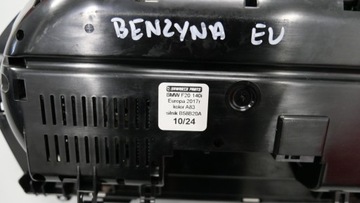 BENZYNA EU
BMW F20 140i
Europa 2017r
kolor A83
silnik B58B30A
10/24